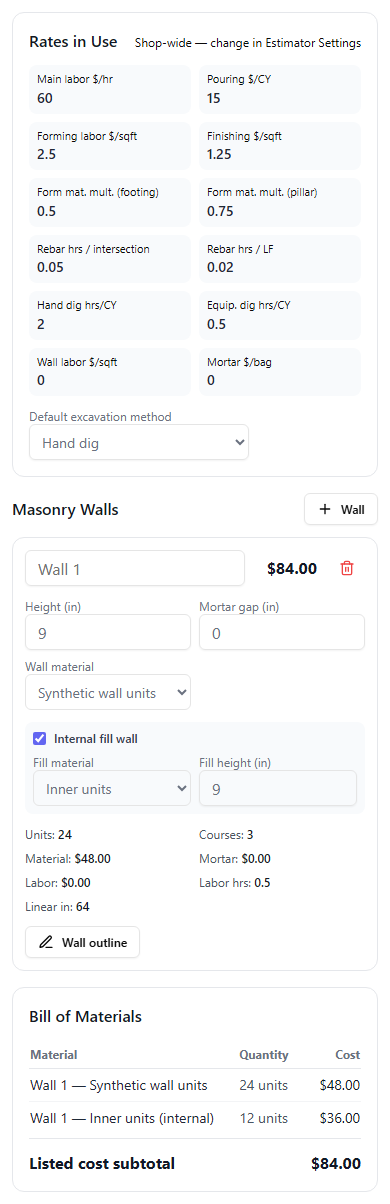 Rates in Use Shop-wide — change in Estimator Settings
Main labor $/hr Pouring $/CY
60 15
Forming labor $/sqft Finishing $/sqft
2.5 1.25
Form mat. mult. (footing) Form mat. mult. (pillar)
0.5 0.75
Rebar hrs / intersection Rebar hrs / LF
0.05 0.02
Hand dig hrs/CY Equip. dig hrs/CY
2 0.5
Wall labor $/sqft Mortar $/bag
0 0
Default excavation method
Hand dig
Masonry Walls + Wall
Wall 1 $84.00
Height (in) Mortar gap (in)
9 0
Wall material
Synthetic wall units
Internal fill wall
Fill material Fill height (in)
Inner units 9
Units: 24 Courses: 3
Material: $48.00 Mortar: $0.00
Labor: $0.00 Labor hrs: 0.5
Linear in: 64
Wall outline
Bill of Materials
Material Quantity Cost
Wall 1 — Synthetic wall units 24 units $48.00
Wall 1 — Inner units (internal) 12 units $36.00
Listed cost subtotal $84.00